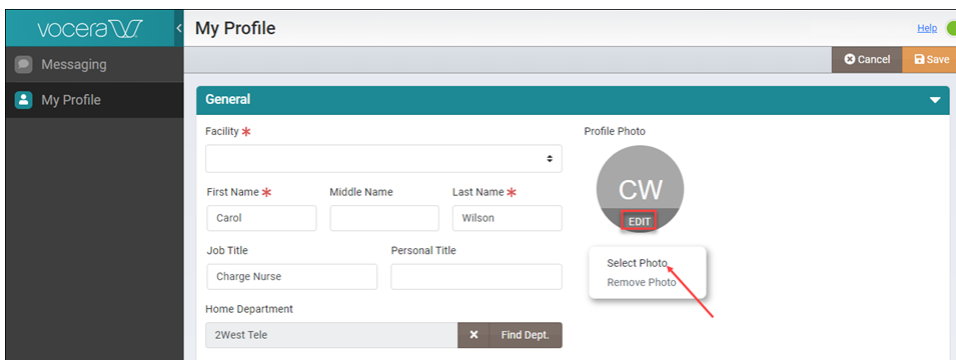 vocera
My Profile
Help
Messaging
My Profile
Cancel
Save
General
Facility *
Profile Photo
CW
EDIT
First Name *
Middle Name
Last Name *
Carol
Wilson
Job Title
Personal Title
Select Photo
Charge Nurse
Remove Photo
Home Department
2West Tele
Find Dept.